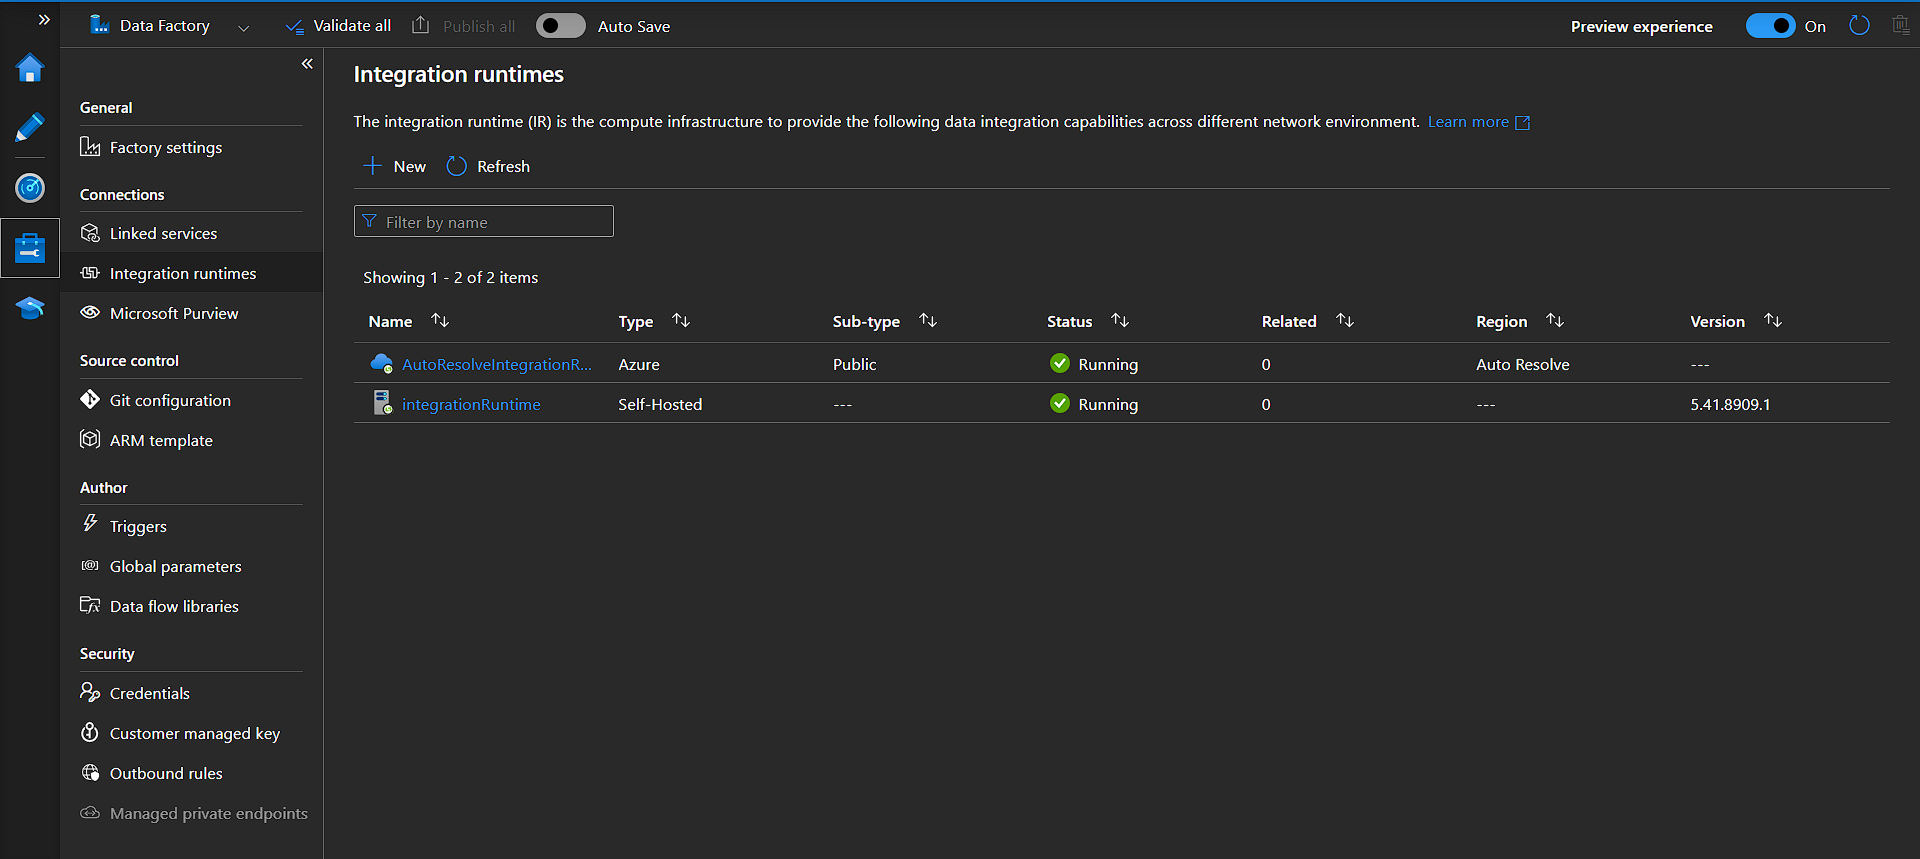 Data Factory
Validate all
Publish all
Auto Save
Preview experience
On
General
Factory settings
Connections
Linked services
Integration runtimes
Microsoft Purview
Source control
Git configuration
ARM template
Author
Triggers
Global parameters
Data flow libraries
Security
Credentials
Customer managed key
Outbound rules
Managed private endpoints
Integration runtimes
The integration runtime (IR) is the compute infrastructure to provide the following data integration capabilities across different network environment. Learn more
New Refresh
Filter by name
Showing 1 - 2 of 2 items
Name Type Sub-type Status Related Region Version
AutoResolveIntegrationR... Azure Public Running 0 Auto Resolve ---
integrationRuntime Self-Hosted --- Running 0 --- 5.41.8909.1